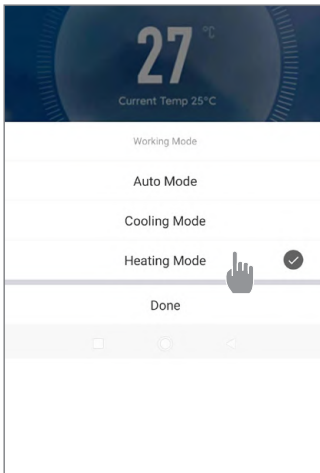 27 °C
Current Temp 25°C
Working Mode
Auto Mode
Cooling Mode
Heating Mode
Done